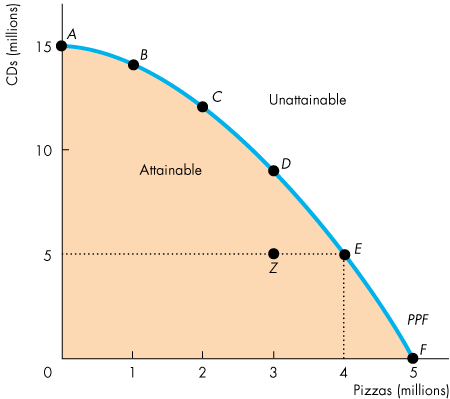 CDs (millions)
15
A
B
C
Unattainable
10
Attainable
D
5
Z
E
PPF
F
0
1
2
3
4
5
Pizzas (millions)